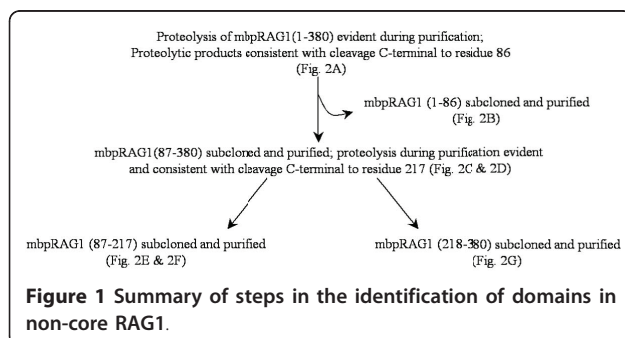 Proteolysis of mbpRAG1(1-380) evident during purification;
Proteolytic products consistent with cleavage C-terminal to residue 86
(Fig. 2A)
mbpRAG1 (1-86) subcloned and purified
(Fig. 2B)
mbpRAG1(87-380) subcloned and purified; proteolysis during purification evident
and consistent with cleavage C-terminal to residue 217 (Fig. 2C & 2D)
mbpRAG1 (87-217) subcloned and purified
(Fig. 2E & 2F)
mbpRAG1 (218-380) subcloned and purified
(Fig. 2G)
Figure 1 Summary of steps in the identification of domains in
non-core RAG1.